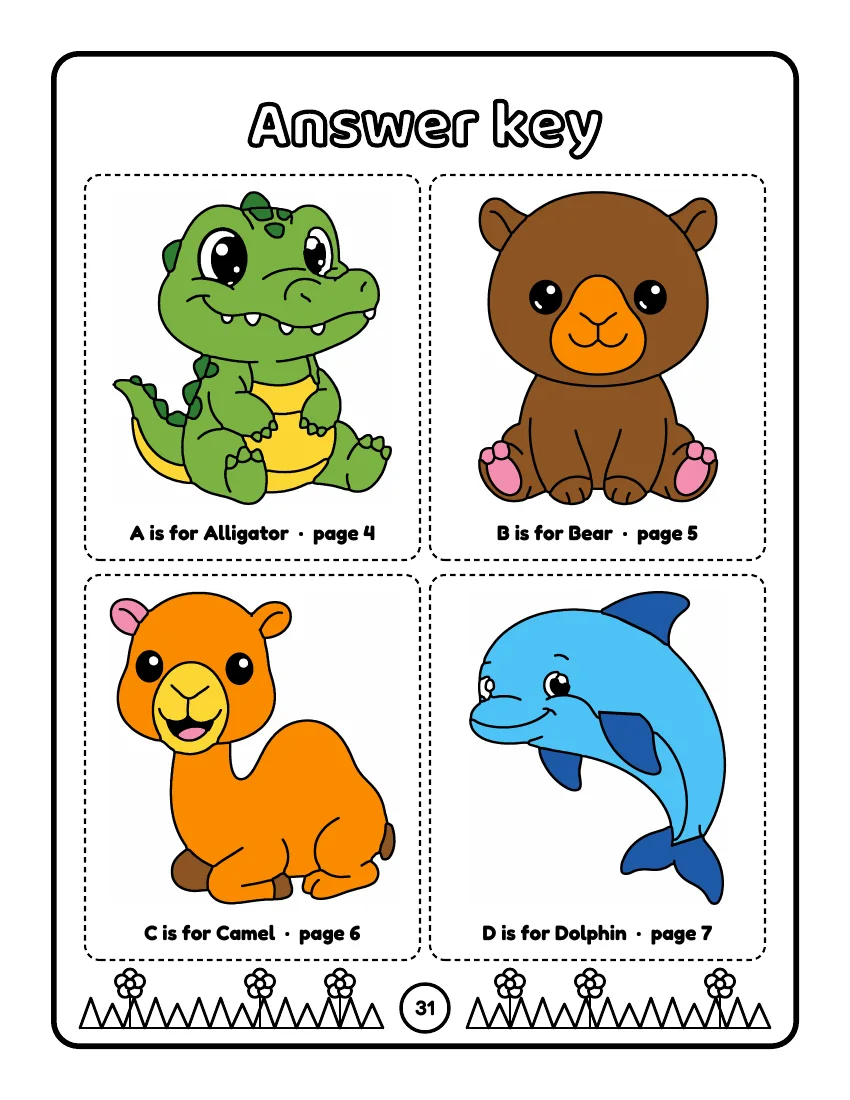 Answer key
A is for Alligator · page 4
B is for Bear · page 5
C is for Camel · page 6
D is for Dolphin · page 7
31